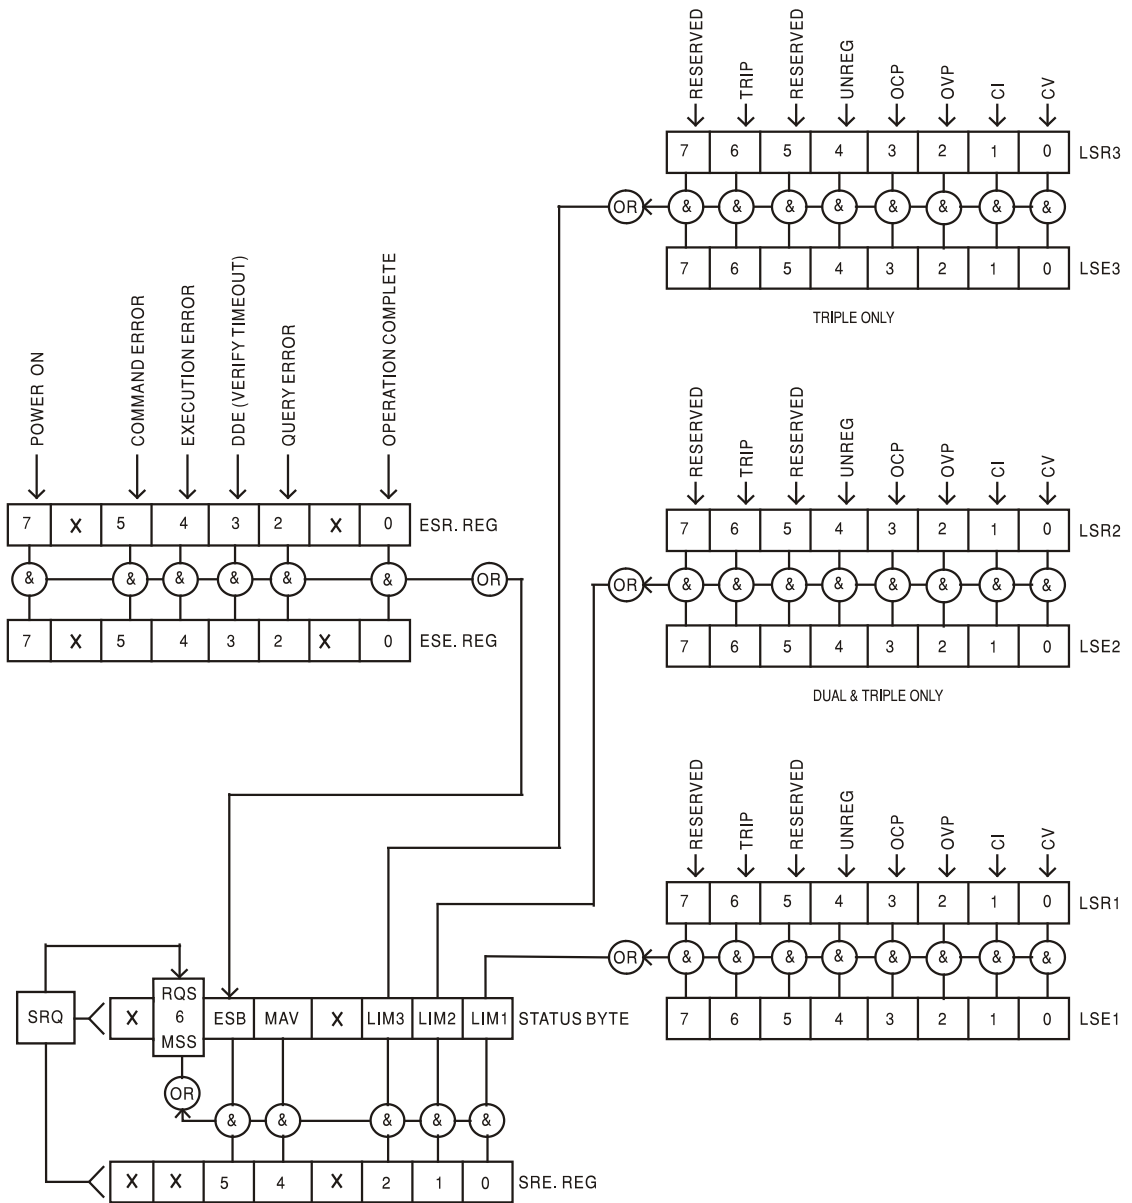 RESERVED TRIP RESERVED UNREG OCP OVP CI CV
7 6 5 4 3 2 1 0 LSR3
OR & & & & & & & &
7 6 5 4 3 2 1 0 LSE3
TRIPLE ONLY
POWER ON COMMAND ERROR EXECUTION ERROR DDE (VERIFY TIMEOUT) QUERY ERROR OPERATION COMPLETE
7 X 5 4 3 2 X 0 ESR. REG
& & & & & & OR
7 X 5 4 3 2 X 0 ESE. REG
RESERVED TRIP RESERVED UNREG OCP OVP CI CV
7 6 5 4 3 2 1 0 LSR2
OR & & & & & & & &
7 6 5 4 3 2 1 0 LSE2
DUAL & TRIPLE ONLY
RESERVED TRIP RESERVED UNREG OCP OVP CI CV
7 6 5 4 3 2 1 0 LSR1
OR & & & & & & & &
7 6 5 4 3 2 1 0 LSE1
SRQ X RQS 6 MSS ESB MAV X LIM3 LIM2 LIM1 STATUS BYTE
OR & & & & &
X X 5 4 X 2 1 0 SRE. REG